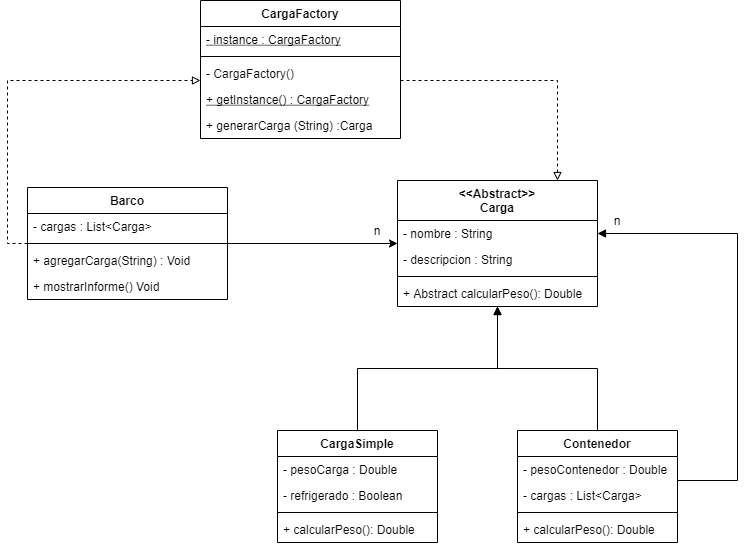 CargaFactory
- instance : CargaFactory
- CargaFactory()
+ getInstance() : CargaFactory
+ generarCarga (String) :Carga
Barco
- cargas : List<Carga>
+ agregarCarga(String) : Void
+ mostrarInforme() Void
n
<<Abstract>>
Carga
- nombre : String
- descripcion : String
+ Abstract calcularPeso(): Double
n
CargaSimple
- pesoCarga : Double
- refrigerado : Boolean
+ calcularPeso(): Double
Contenedor
- pesoContenedor : Double
- cargas : List<Carga>
+ calcularPeso(): Double